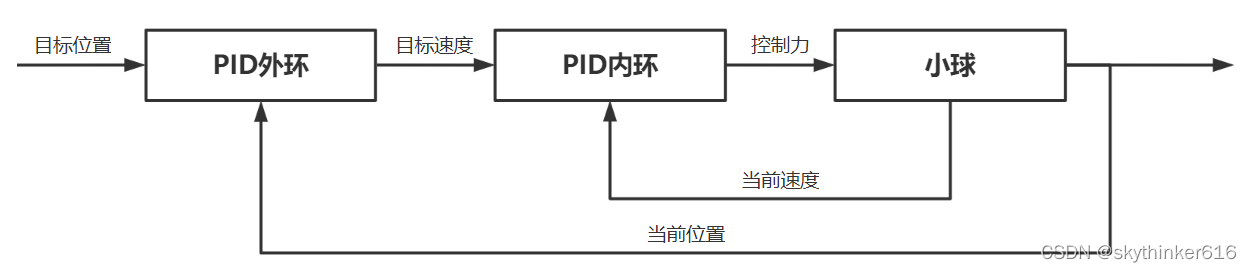 目标位置
PID外环
目标速度
PID内环
控制力
小球
当前速度
当前位置
CSDN @skythinker616